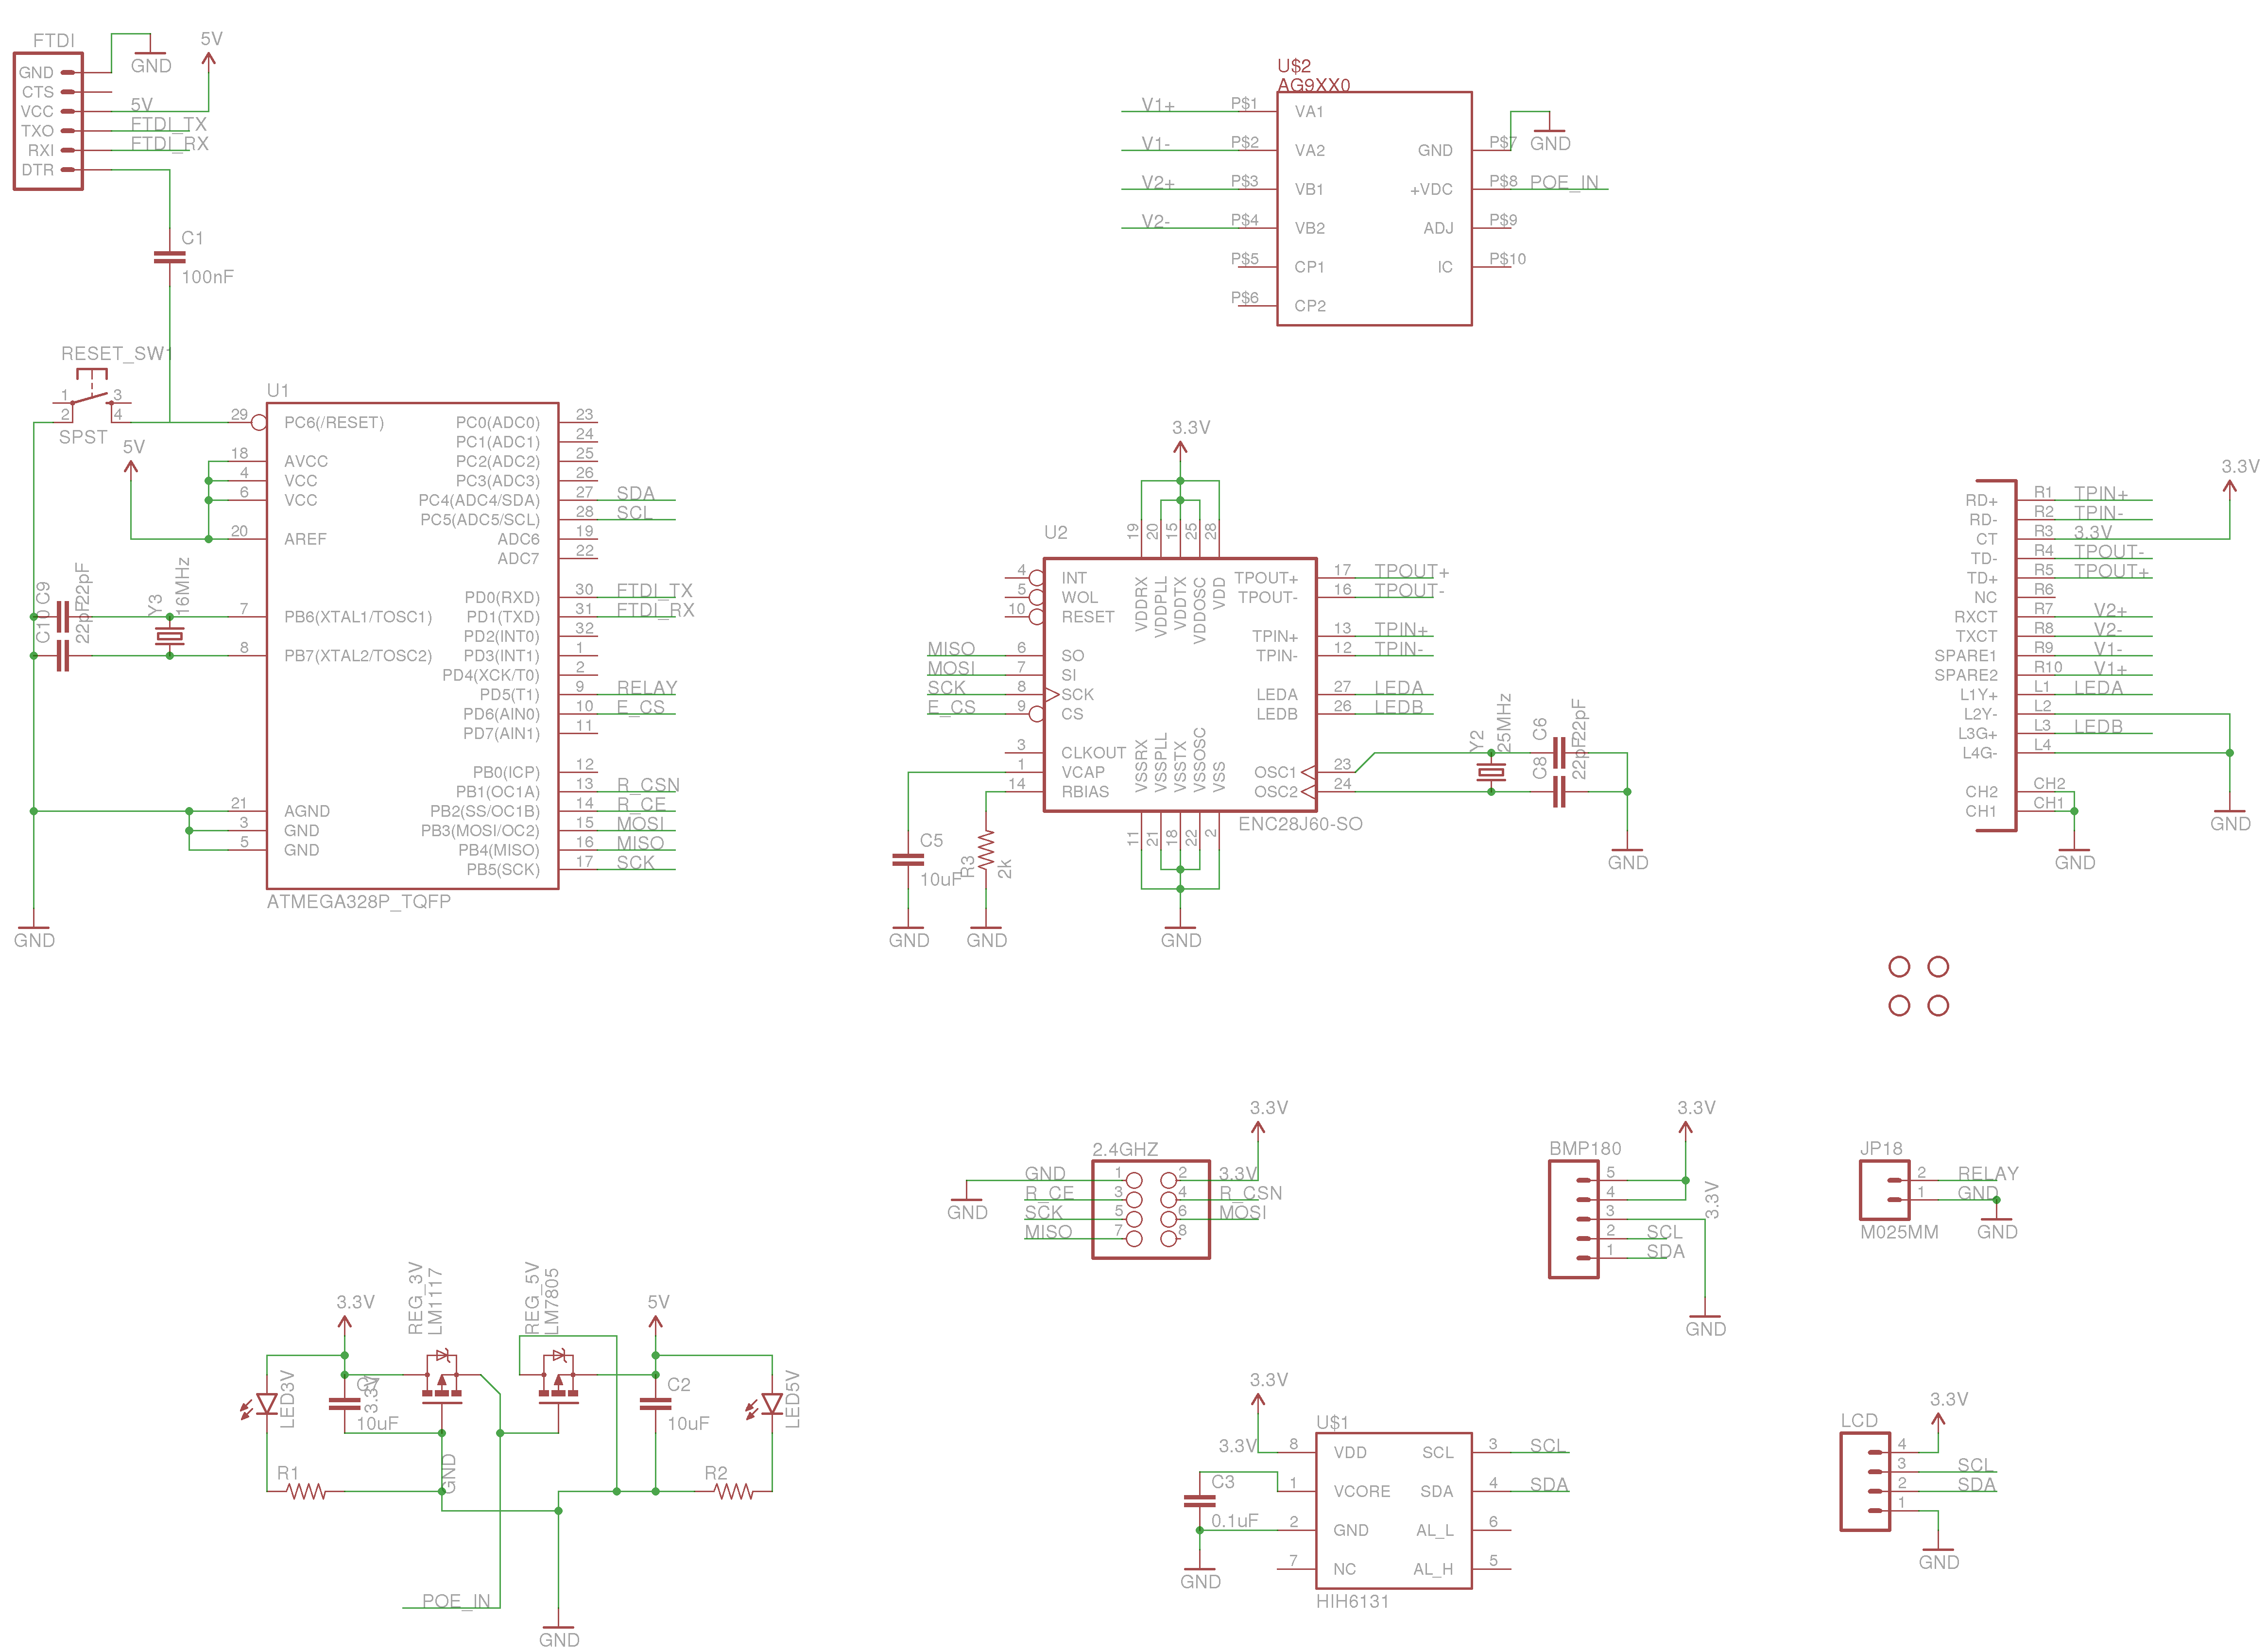 FTDI
GND
CTS
VCC
TXO
RXI
DTR
GND
5V
5V
FTDI_TX
FTDI_RX
C1
100nF
RESET_SW1
1
2
3
4
SPST
5V
C9
22pF
C10
22pF
Y3
16MHz
GND
U1
29 PC6(/RESET)
18 AVCC
4 VCC
6 VCC
20 AREF
7 PB6(XTAL1/TOSC1)
8 PB7(XTAL2/TOSC2)
21 AGND
3 GND
5 GND
PC0(ADC0) 23
PC1(ADC1) 24
PC2(ADC2) 25
PC3(ADC3) 26
PC4(ADC4/SDA) 27 SDA
PC5(ADC5/SCL) 28 SCL
ADC6 19
ADC7 22
PD0(RXD) 30 FTDI_TX
PD1(TXD) 31 FTDI_RX
PD2(INT0) 32
PD3(INT1) 1
PD4(XCK/T0) 2
PD5(T1) 9 RELAY
PD6(AIN0) 10 E_CS
PD7(AIN1) 11
PB0(ICP) 12
PB1(OC1A) 13 R_CSN
PB2(SS/OC1B) 14 R_CE
PB3(MOSI/OC2) 15 MOSI
PB4(MISO) 16 MISO
PB5(SCK) 17 SCK
ATMEGA328P_TQFP
U$2
AG9XX0
V1+ P$1 VA1
V1- P$2 VA2
V2+ P$3 VB1
V2- P$4 VB2
P$5 CP1
P$6 CP2
GND P$7
GND
+VDC P$8 POE_IN
ADJ P$9
IC P$10
3.3V
U2
19 20 15 25 28
VDDRX VDDPLL VDDTX VDDOSC VDD
4 INT
5 WOL
10 RESET
MISO 6 SO
MOSI 7 SI
SCK 8 SCK
E_CS 9 CS
3 CLKOUT
1 VCAP
14 RBIAS
TPOUT+ 17 TPOUT+
TPOUT- 16 TPOUT-
TPIN+ 13 TPIN+
TPIN- 12 TPIN-
LEDA 27 LEDA
LEDB 26 LEDB
OSC1 23
OSC2 24
VSSRX VSSPLL VSSTX VSSOSC VSS
11 21 18 22 2
ENC28J60-SO
C5
10uF
R3
2k
GND
GND
GND
Y2
25MHz
C6
22pF
C8
22pF
GND
3.3V
RD+ R1 TPIN+
RD- R2 TPIN-
CT R3 3.3V
TD- R4 TPOUT-
TD+ R5 TPOUT+
NC R6
RXCT R7 V2+
TXCT R8 V2-
SPARE1 R9 V1-
SPARE2 R10 V1+
L1Y+ L1 LEDA
L2Y- L2
L3G+ L3 LEDB
L4G- L4
CH2 CH2
CH1 CH1
GND
GND
2.4GHZ
3.3V
GND 1 2 3.3V
R_CE 3 4 R_CSN
SCK 5 6 MOSI
MISO 7 8
GND
BMP180
3.3V
5
4
3
2 SCL
1 SDA
3.3V
GND
JP18
2 RELAY
1 GND
M025MM
GND
3.3V
REG_3V
LM1117
REG_5V
LM7805
5V
LED3V
3.3V
10uF
C2
10uF
LED5V
R1
GND
R2
POE_IN
GND
3.3V
U$1
3.3V 8 VDD
1 VCORE
2 GND
7 NC
SCL 3 SCL
SDA 4 SDA
AL_L 6
AL_H 5
HIH6131
C3
0.1uF
GND
LCD
3.3V
4
3 SCL
2 SDA
1
GND